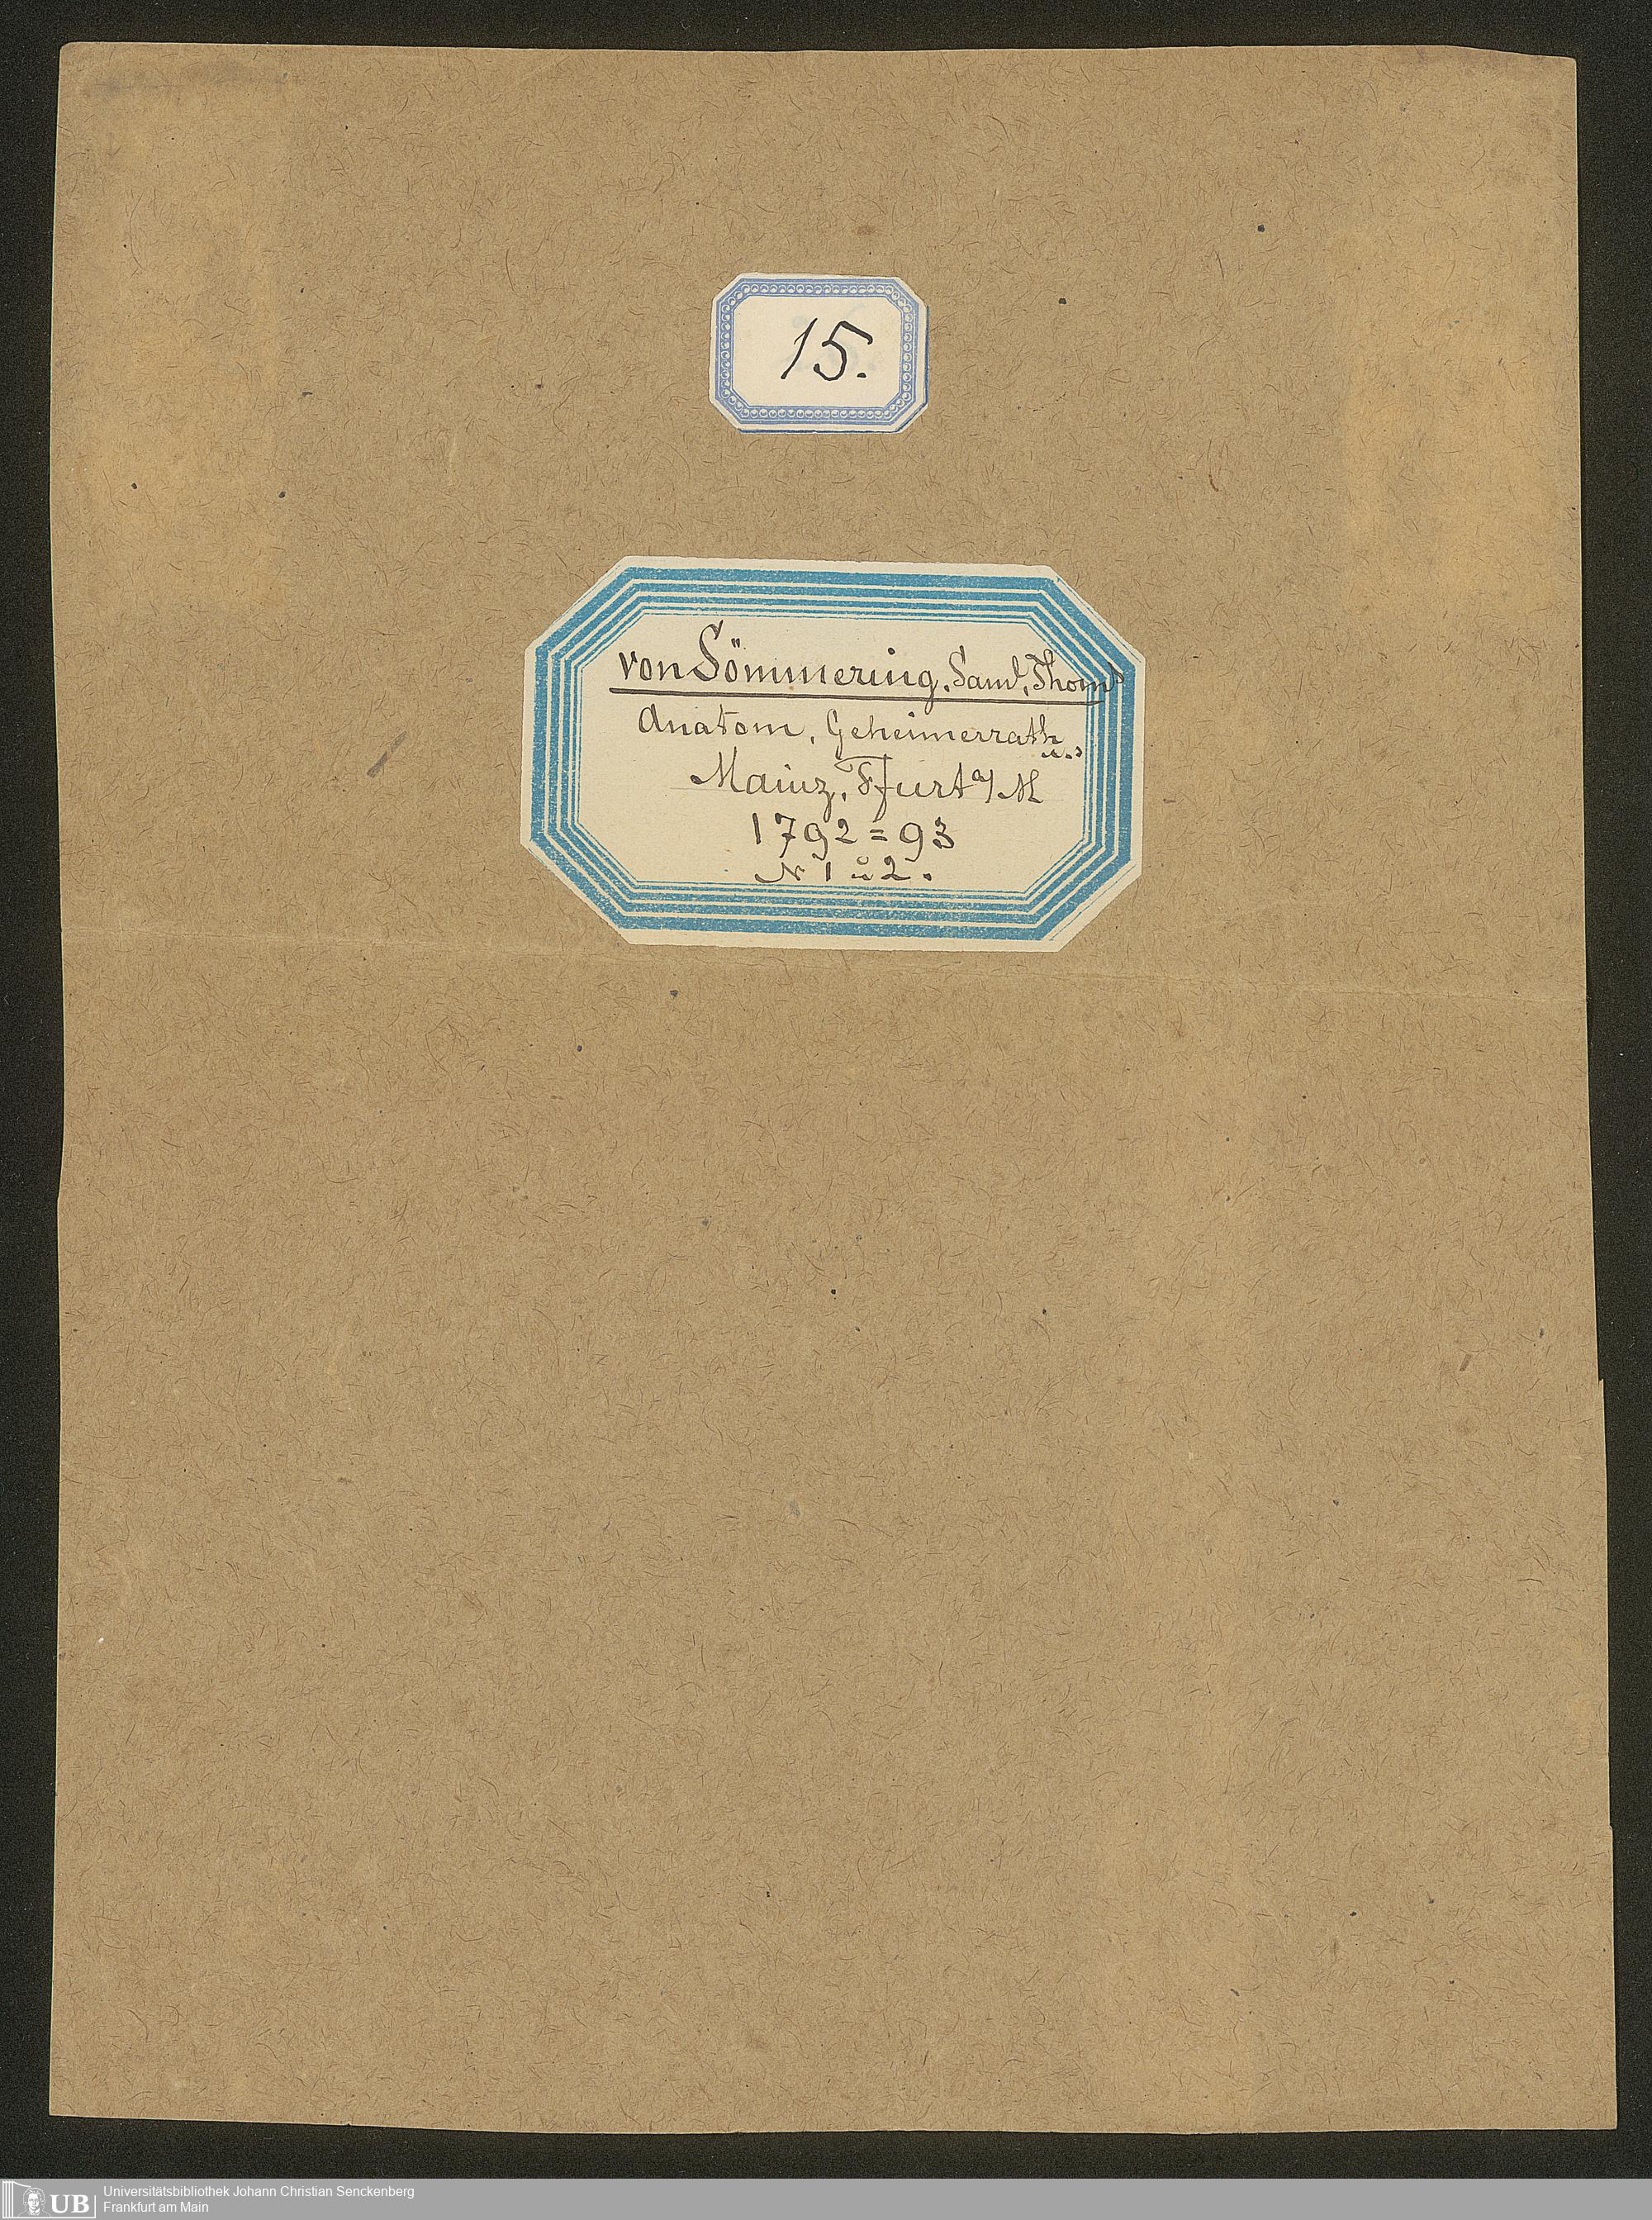 15.
von Sömmering, Saml, Thoms
Anatom, Geheimerrath
Mainz, Ffurt a/M
1792=93
N 1 u 2.
UB
Universitätsbibliothek Johann Christian Senckenberg
Frankfurt am Main